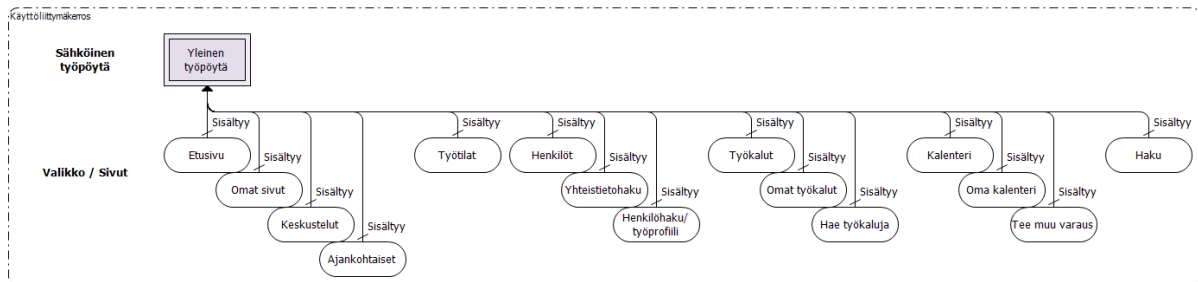 Käyttöliittymäkerros
Sähköinen
työpöytä
Yleinen
työpöytä
Valikko / Sivut
Sisältyy
Etusivu
Sisältyy
Omat sivut
Sisältyy
Keskustelut
Sisältyy
Ajankohtaiset
Sisältyy
Työtilat
Sisältyy
Henkilöt
Sisältyy
Yhteistietohaku
Sisältyy
Henkilöhaku/
työprofiili
Sisältyy
Työkalut
Sisältyy
Omat työkalut
Sisältyy
Hae työkaluja
Sisältyy
Kalenteri
Sisältyy
Oma kalenteri
Sisältyy
Tee muu varaus
Sisältyy
Haku